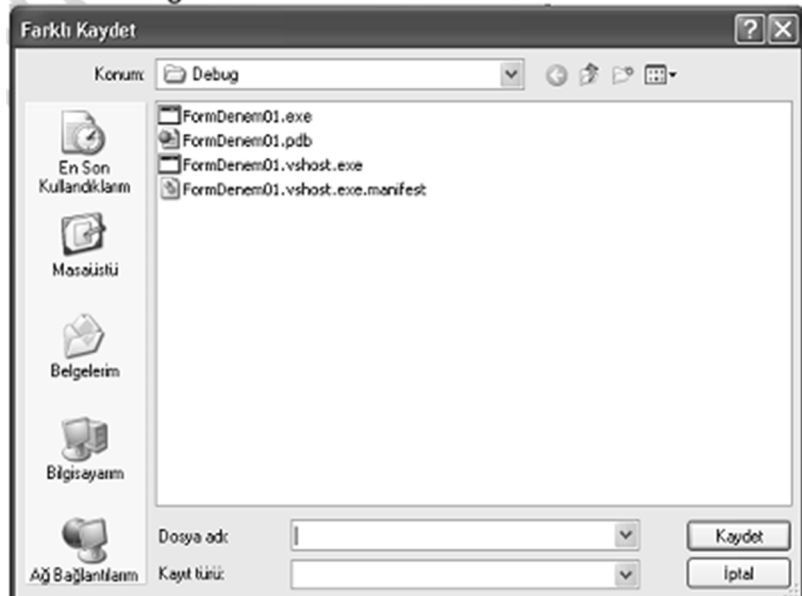 Farklı Kaydet
Konum:
Debug
FormDenem01.exe
FormDenem01.pdb
FormDenem01.vshost.exe
FormDenem01.vshost.exe.manifest
En Son
Kullandıklarım
Masaüstü
Belgelerim
Bilgisayarım
Ağ Bağlantılarım
Dosya adı:
Kaydet
Kayıt türü:
İptal